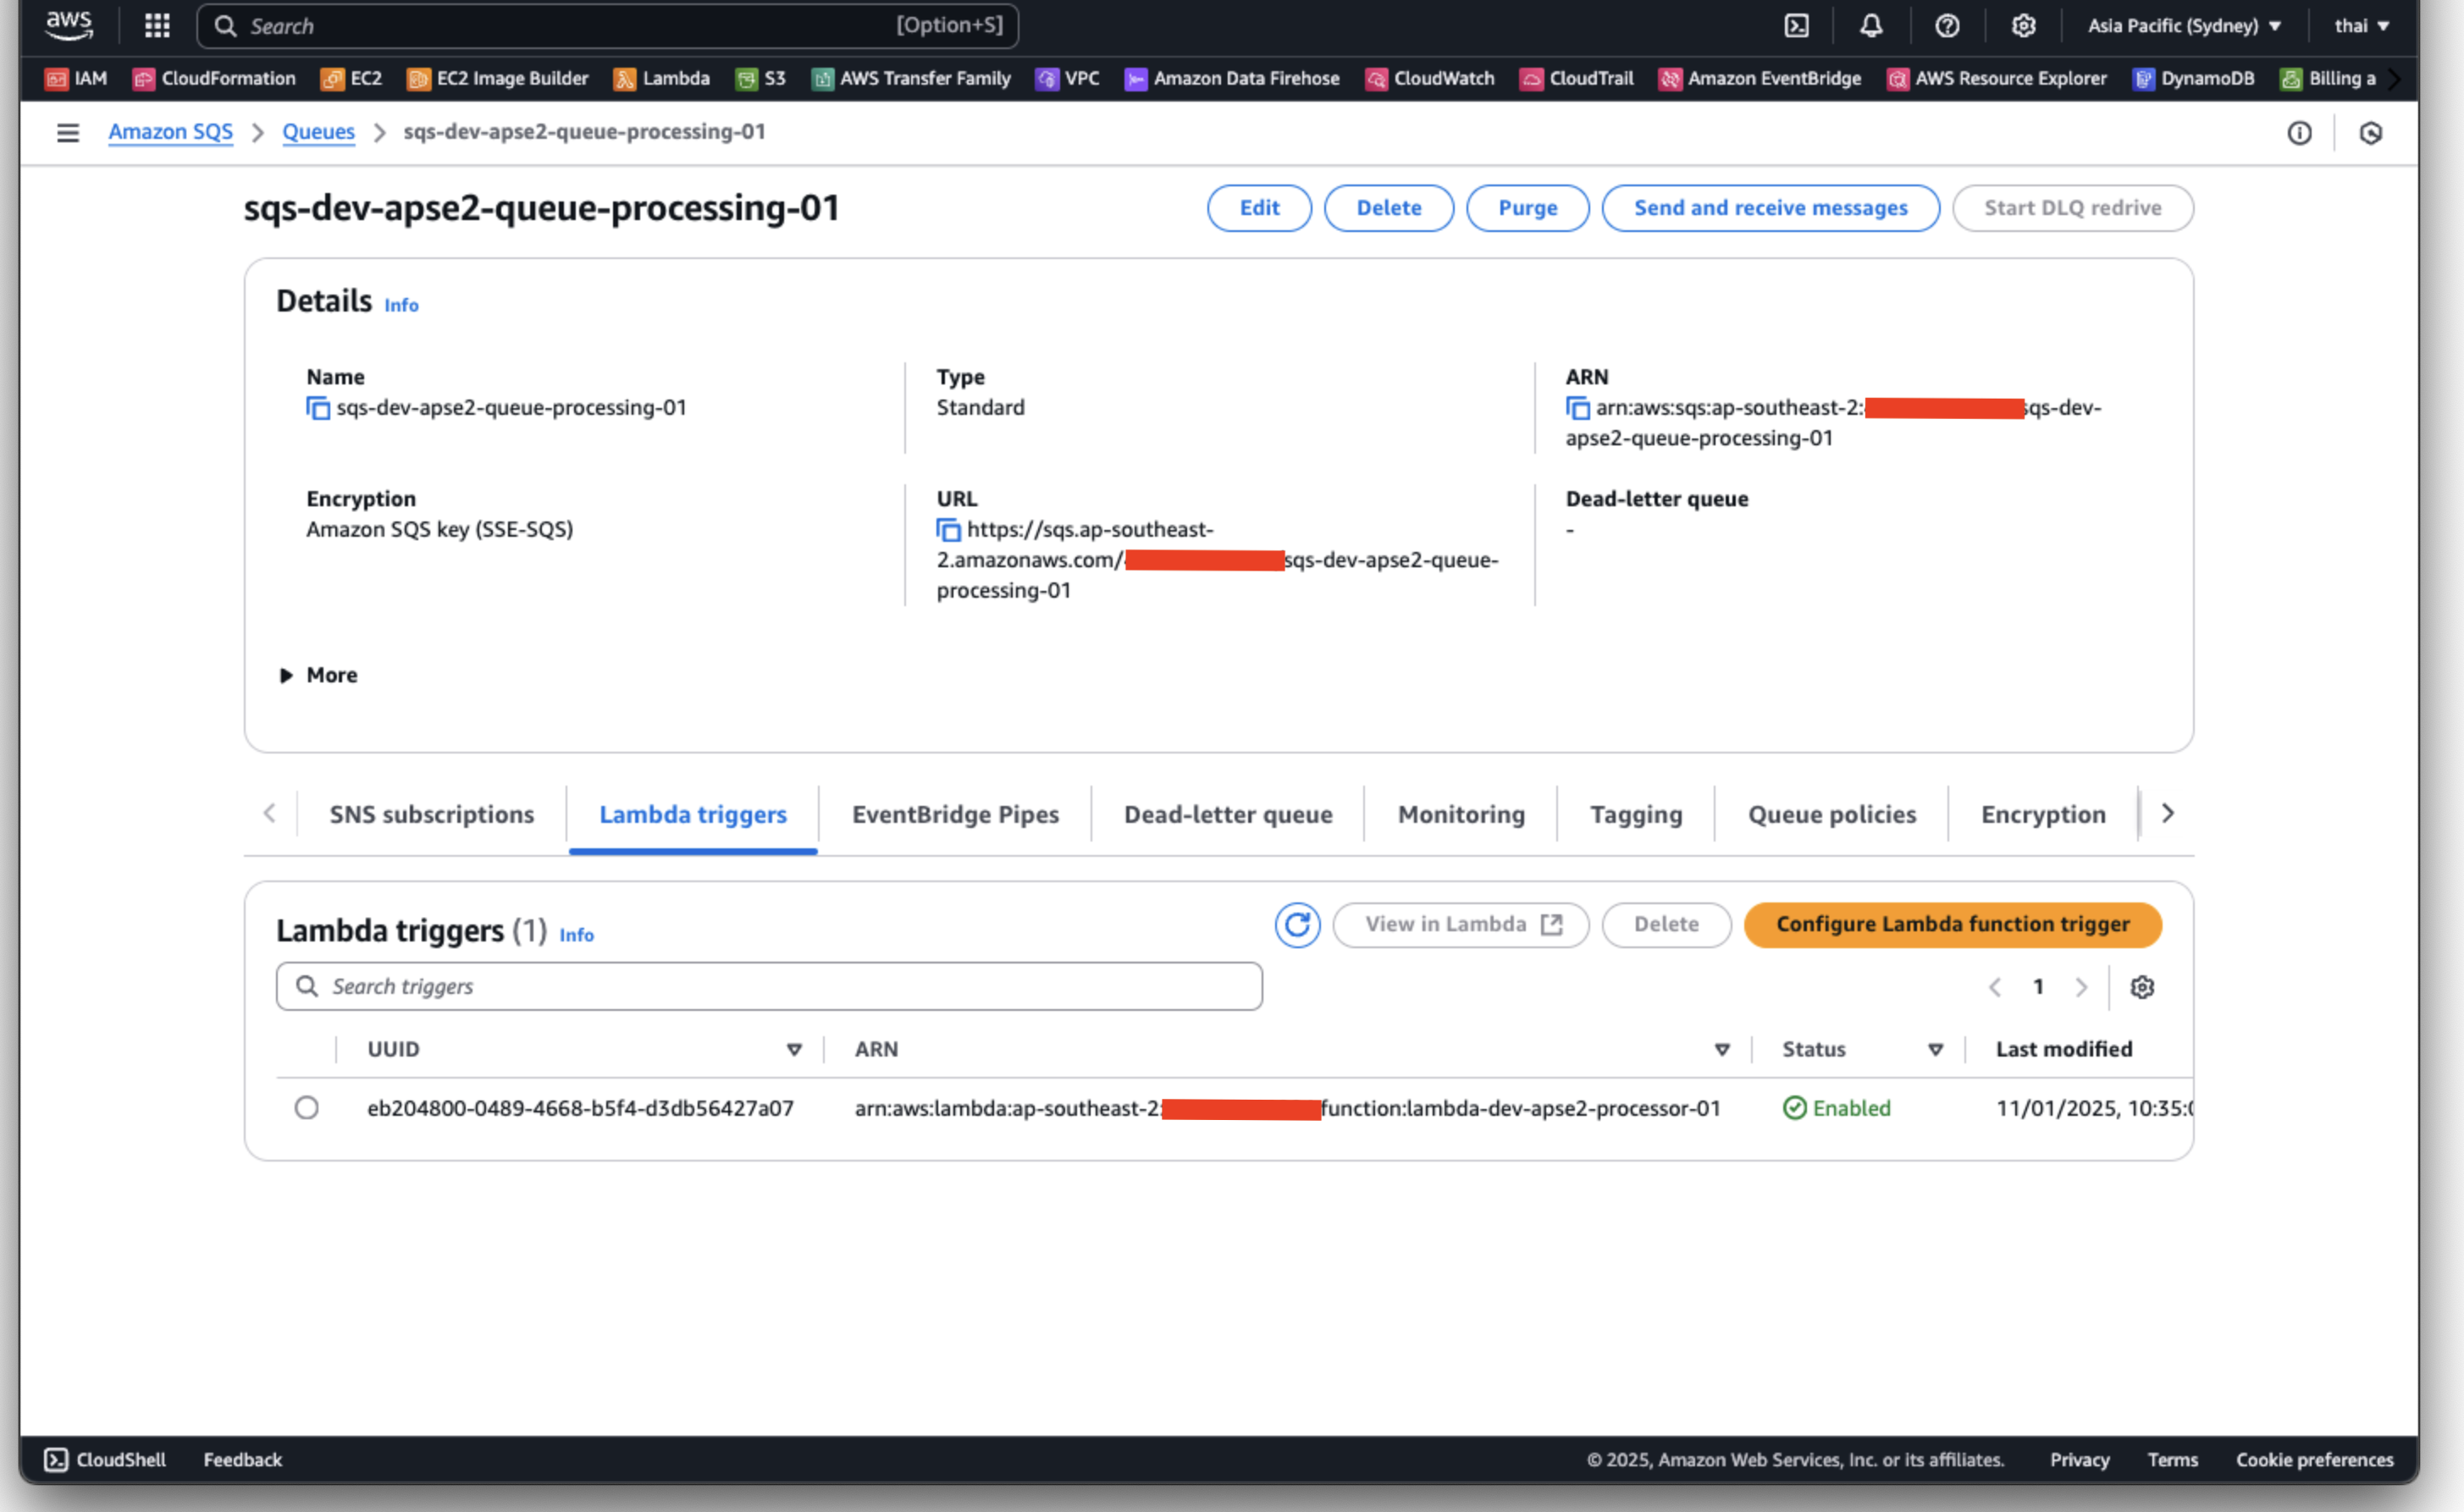 aws
Search [Option+S] Asia Pacific (Sydney) thai
IAM CloudFormation EC2 EC2 Image Builder Lambda S3 AWS Transfer Family VPC Amazon Data Firehose CloudWatch CloudTrail Amazon EventBridge AWS Resource Explorer DynamoDB Billing a
Amazon SQS > Queues > sqs-dev-apse2-queue-processing-01
sqs-dev-apse2-queue-processing-01
Edit Delete Purge Send and receive messages Start DLQ redrive
Details Info
Name
sqs-dev-apse2-queue-processing-01
Type
Standard
ARN
arn:aws:sqs:ap-southeast-2: sqs-dev-
apse2-queue-processing-01
Encryption
Amazon SQS key (SSE-SQS)
URL
https://sqs.ap-southeast-
2.amazonaws.com/ sqs-dev-apse2-queue-
processing-01
Dead-letter queue
-
More
SNS subscriptions Lambda triggers EventBridge Pipes Dead-letter queue Monitoring Tagging Queue policies Encryption
Lambda triggers (1) Info
View in Lambda Delete Configure Lambda function trigger
Search triggers
1
UUID ARN Status Last modified
eb204800-0489-4668-b5f4-d3db56427a07 arn:aws:lambda:ap-southeast-2: function:lambda-dev-apse2-processor-01 Enabled 11/01/2025, 10:35:
CloudShell Feedback © 2025, Amazon Web Services, Inc. or its affiliates. Privacy Terms Cookie preferences